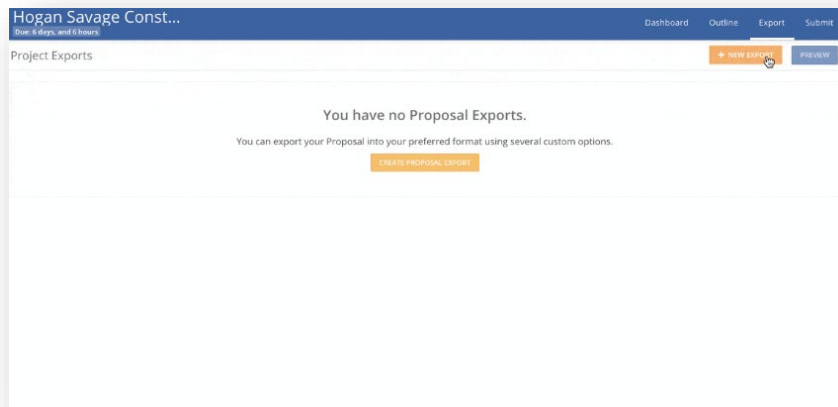 Hogan Savage Const...
Due: 6 days, and 6 hours
Dashboard Outline Export Submit
Project Exports
+ NEW EXPORT PREVIEW
You have no Proposal Exports.
You can export your Proposal into your preferred format using several custom options.
CREATE PROPOSAL EXPORT